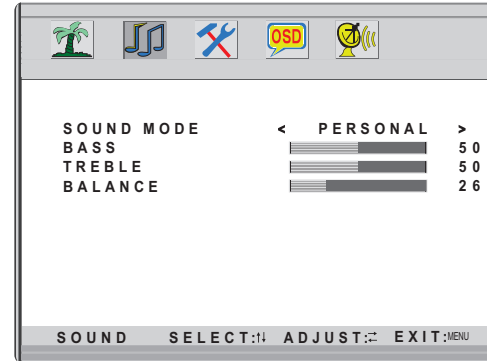 OSD
SOUND MODE < PERSONAL >
BASS 50
TREBLE 50
BALANCE 26
SOUND SELECT:↑↓ ADJUST:⇄ EXIT:MENU